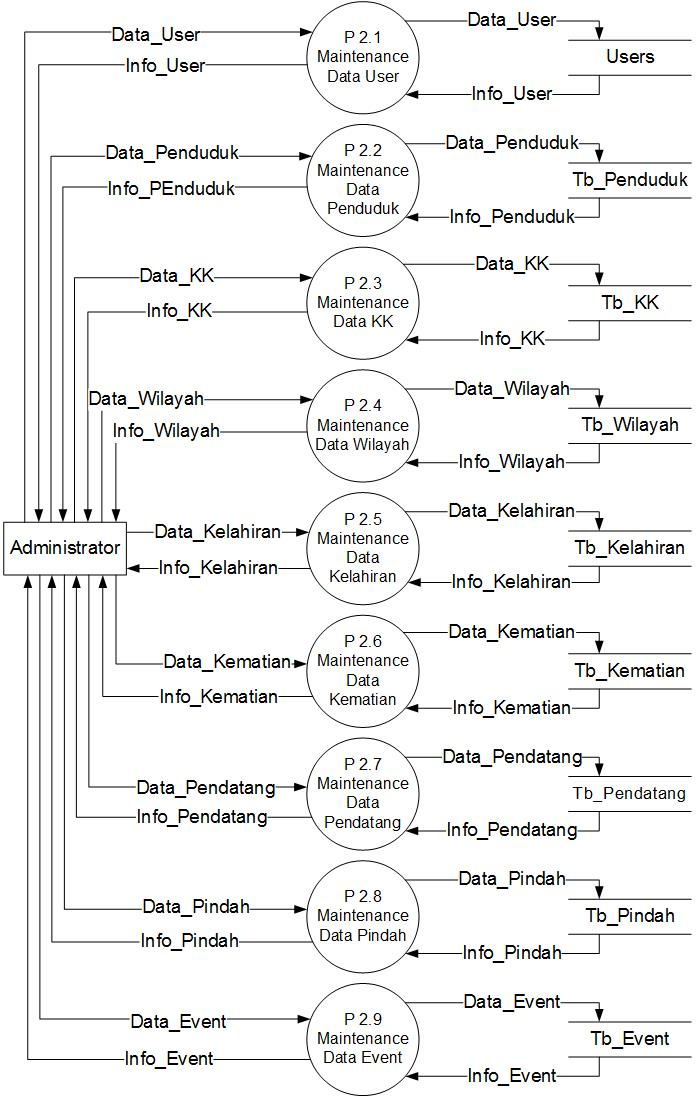 Data_User
P 2.1
Maintenance
Data User
Data_User
Users
Info_User
Info_User
Data_Penduduk
P 2.2
Maintenance
Data
Penduduk
Data_Penduduk
Tb_Penduduk
Info_PEnduduk
Info_Penduduk
Data_KK
P 2.3
Maintenance
Data KK
Data_KK
Tb_KK
Info_KK
Info_KK
Data_Wilayah
P 2.4
Maintenance
Data Wilayah
Data_Wilayah
Tb_Wilayah
Info_Wilayah
Info_Wilayah
Administrator
Data_Kelahiran
P 2.5
Maintenance
Data
Kelahiran
Data_Kelahiran
Tb_Kelahiran
Info_Kelahiran
Info_Kelahiran
Data_Kematian
P 2.6
Maintenance
Data
Kematian
Data_Kematian
Tb_Kematian
Info_Kematian
Info_Kematian
Data_Pendatang
P 2.7
Maintenance
Data
Pendatang
Data_Pendatang
Tb_Pendatang
Info_Pendatang
Info_Pendatang
Data_Pindah
P 2.8
Maintenance
Data Pindah
Data_Pindah
Tb_Pindah
Info_Pindah
Info_Pindah
Data_Event
P 2.9
Maintenance
Data Event
Data_Event
Tb_Event
Info_Event
Info_Event